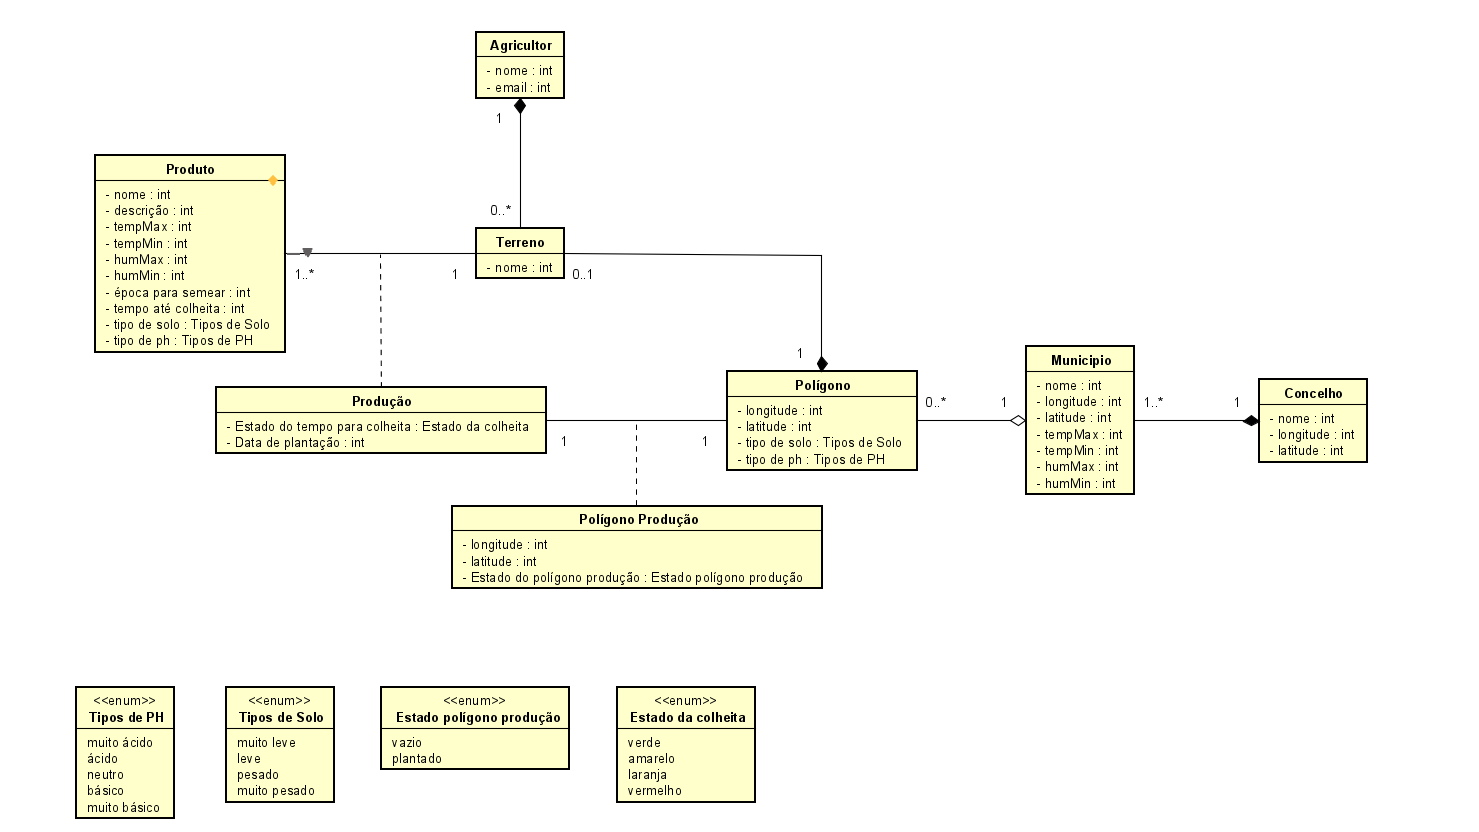 Agricultor
- nome : int
- email : int
1
0..*
Produto
- nome : int
- descrição : int
- tempMax : int
- tempMin : int
- humMax : int
- humMin : int
- época para semear : int
- tempo até colheita : int
- tipo de solo : Tipos de Solo
- tipo de ph : Tipos de PH
1..*
1
Terreno
- nome : int
0..1
1
Produção
- Estado do tempo para colheita : Estado da colheita
- Data de plantação : int
1
1
Polígono
- longitude : int
- latitude : int
- tipo de solo : Tipos de Solo
- tipo de ph : Tipos de PH
0..*
1
Municipio
- nome : int
- longitude : int
- latitude : int
- tempMax : int
- tempMin : int
- humMax : int
- humMin : int
1..*
1
Concelho
- nome : int
- longitude : int
- latitude : int
Polígono Produção
- longitude : int
- latitude : int
- Estado do polígono produção : Estado polígono produção
<<enum>>
Tipos de PH
muito ácido
ácido
neutro
básico
muito básico
<<enum>>
Tipos de Solo
muito leve
leve
pesado
muito pesado
<<enum>>
Estado polígono produção
vazio
plantado
<<enum>>
Estado da colheita
verde
amarelo
laranja
vermelho